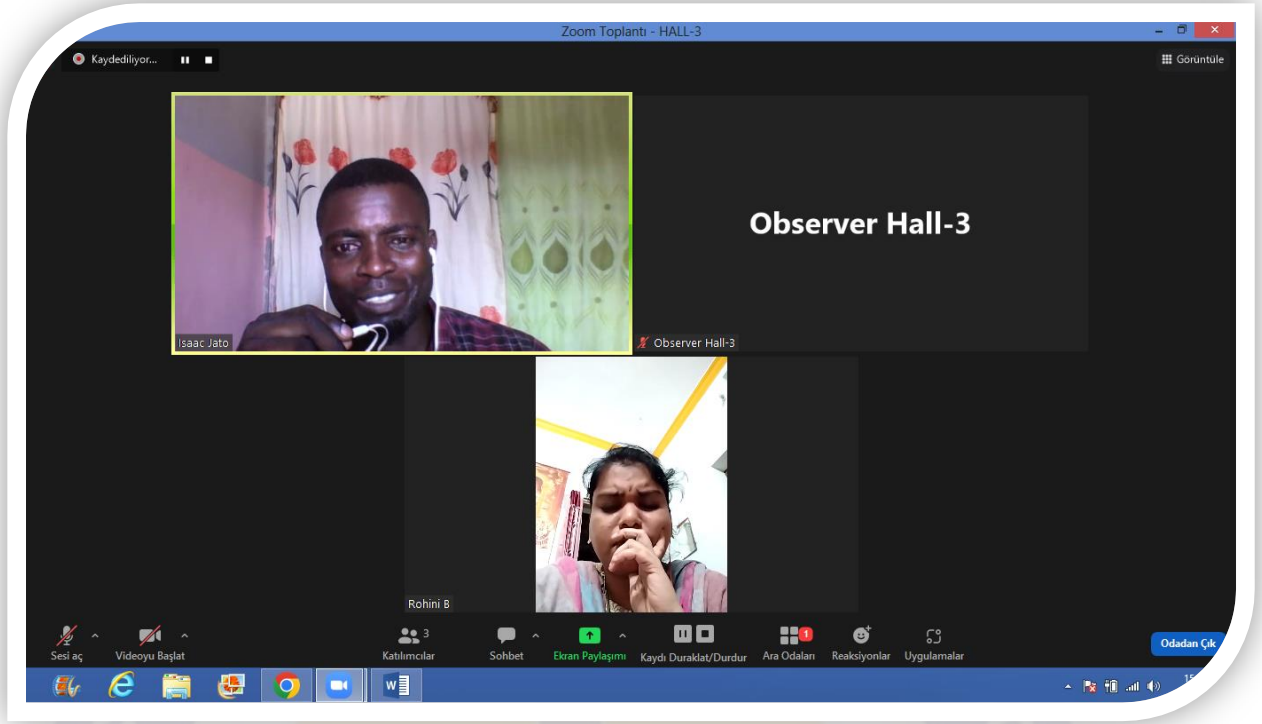 Zoom Toplantı - HALL-3
Kaydediliyor...
Görüntüle
Isaac Jato
Observer Hall-3
Observer Hall-3
Rohini B
Sesi aç
Videoyu Başlat
3
Katılımcılar
Sohbet
Ekran Paylaşımı
Kaydı Duraklat/Durdur
1
Ara Odaları
Reaksiyonlar
Uygulamalar
Odadan Çık